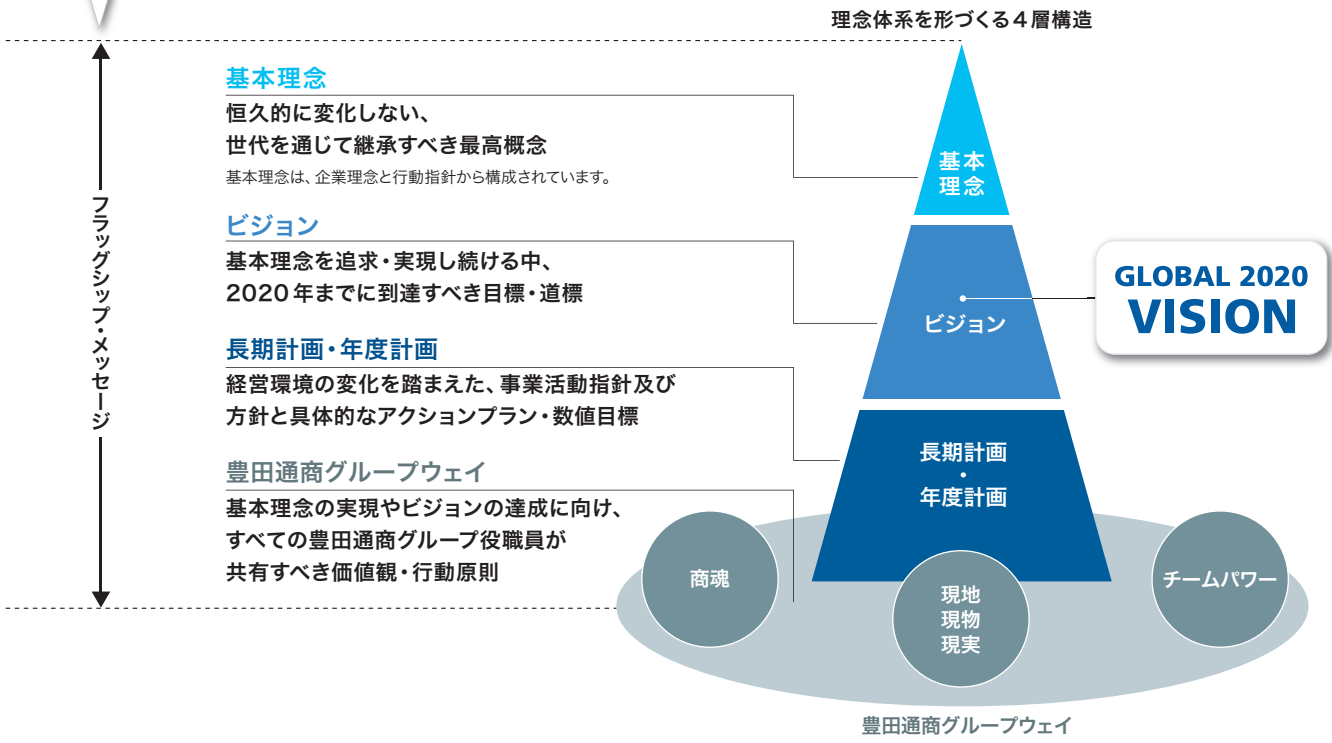 理念体系を形づくる4層構造
フラッグシップ・メッセージ
基本理念
恒久的に変化しない、
世代を通じて継承すべき最高概念
基本理念は、企業理念と行動指針から構成されています。
ビジョン
基本理念を追求・実現し続ける中、
2020年までに到達すべき目標・道標
長期計画・年度計画
経営環境の変化を踏まえた、事業活動指針及び
方針と具体的なアクションプラン・数値目標
豊田通商グループウェイ
基本理念の実現やビジョンの達成に向け、
すべての豊田通商グループ役職員が
共有すべき価値観・行動原則
基本
理念
ビジョン
GLOBAL 2020
VISION
長期計画
・
年度計画
商魂
現地
現物
現実
チームパワー
豊田通商グループウェイ